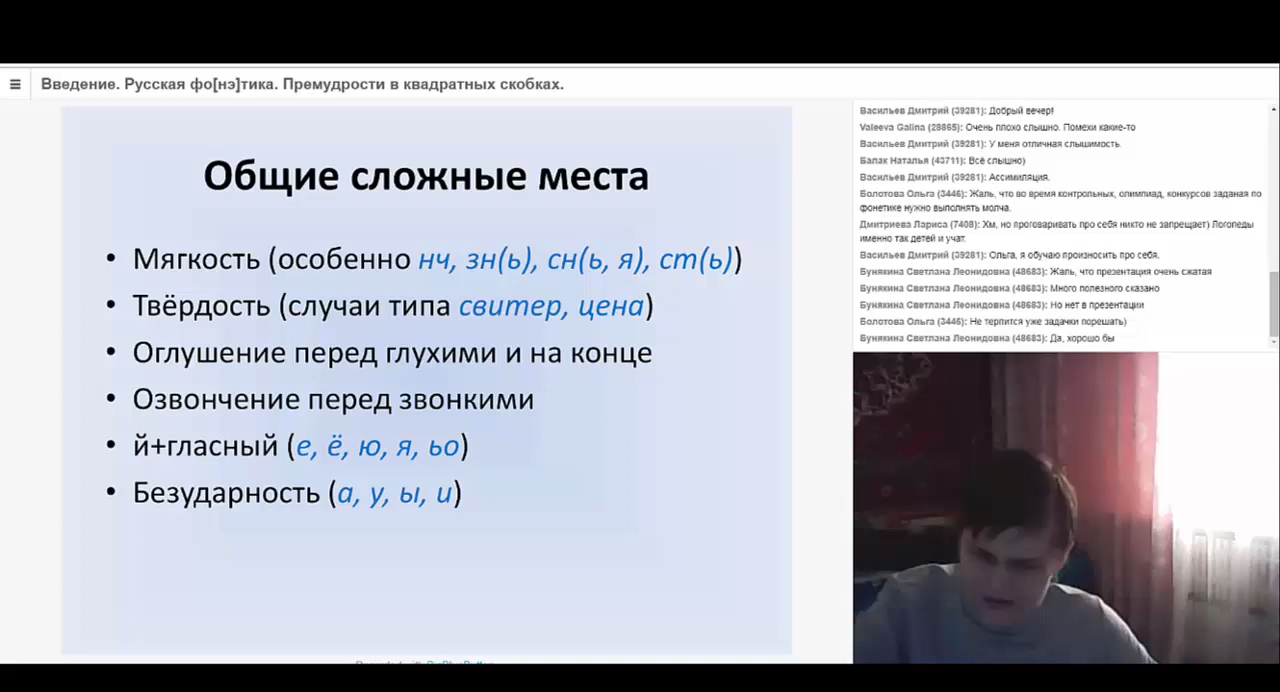 Введение. Русская фо[нэ]тика. Премудрости в квадратных скобках.
Общие сложные места
• Мягкость (особенно нч, зн(ь), сн(ь, я), ст(ь))
• Твёрдость (случаи типа свитер, цена)
• Оглушение перед глухими и на конце
• Озвончение перед звонкими
• й+гласный (е, ё, ю, я, ьо)
• Безударность (а, у, ы, и)
Васильев Дмитрий (39281): Добрый вечер!
Valeeva Galina (28865): Очень плохо слышно. Помехи какие-то
Васильев Дмитрий (39281): У меня отличная слышимость.
Балак Наталья (43711): Всё слышно)
Васильев Дмитрий (39281): Ассимиляция.
Болотова Ольга (3446): Жаль, что во время контрольных, олимпиад, конкурсов заданая по
фонетике нужно выполнять молча.
Дмитриева Лариса (7408): Хм, но проговаривать про себя никто не запрещает) Логопеды
именно так детей и учат.
Васильев Дмитрий (39281): Ольга, я обучаю произносить про себя.
Бунякина Светлана Леонидовна (48683): Жаль, что презентация очень сжатая
Бунякина Светлана Леонидовна (48683): Много полезного сказано
Бунякина Светлана Леонидовна (48683): Но нет в презентации
Болотова Ольга (3446): Не терпится уже задачки порешать)
Бунякина Светлана Леонидовна (48683): Да, хорошо бы